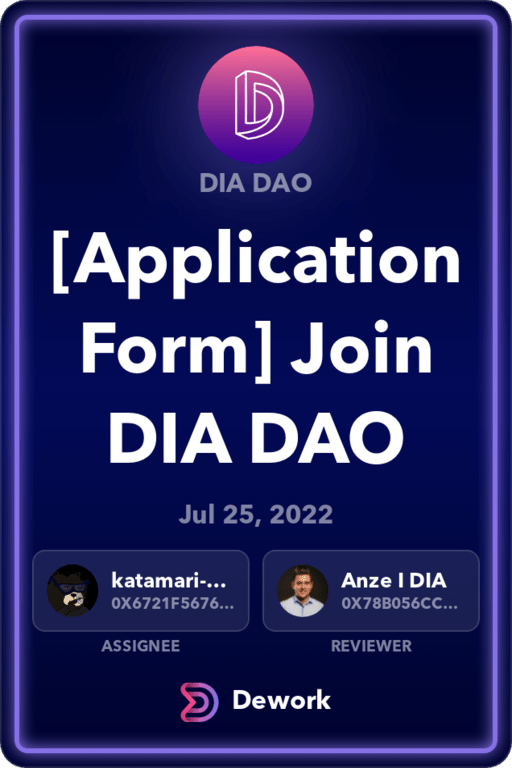 DIA DAO
[Application
Form] Join
DIA DAO
Jul 25, 2022
katamari-...
0X6721F5676...
ASSIGNEE
Anze I DIA
0X78B056CC...
REVIEWER
Dework